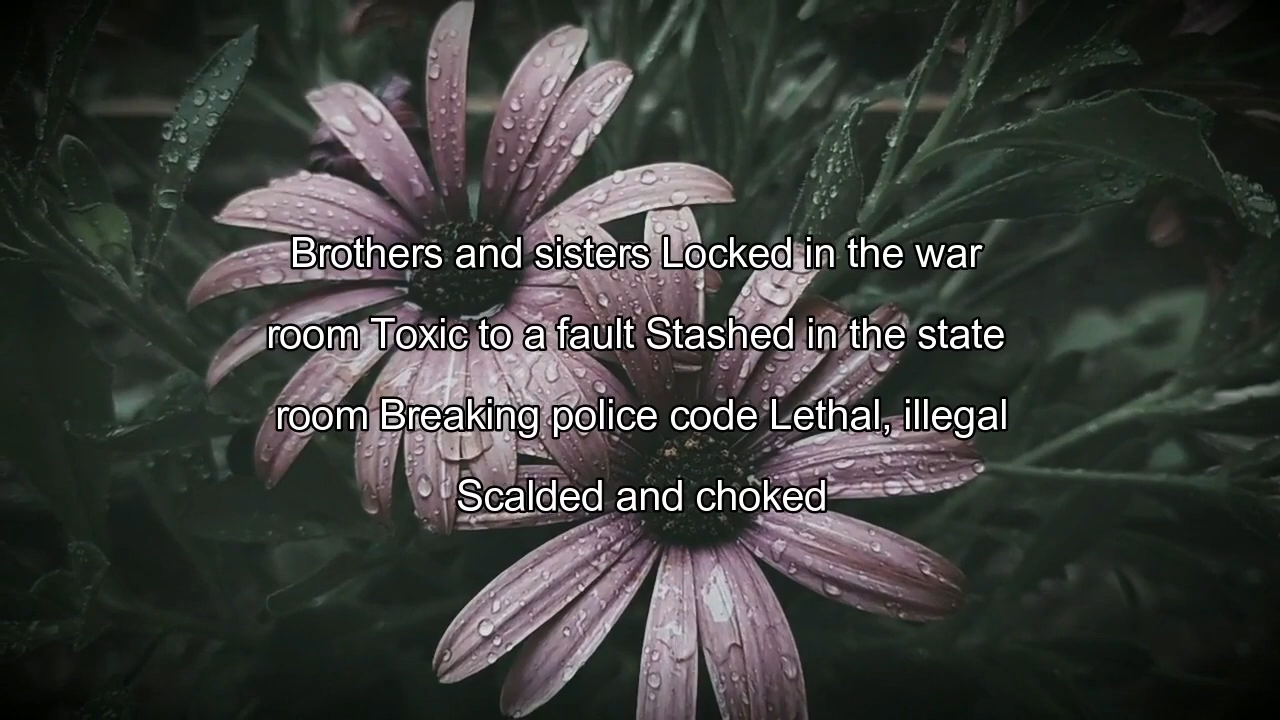 Brothers and sisters Locked in the war
room Toxic to a fault Stashed in the state
room Breaking police code Lethal, illegal
Scalded and choked